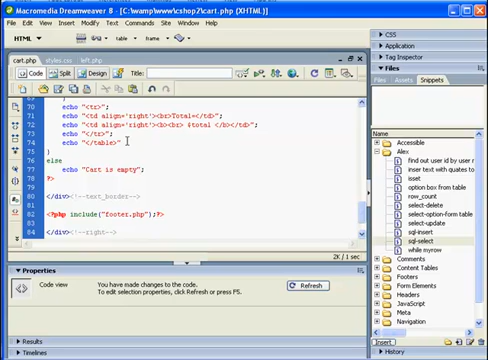 Macromedia Dreamweaver 8 - [C:\wamp\www\cshop2\cart.php (XHTML)]
File Edit View Insert Modify Text Commands Site Window Help
HTML
table
frame
cart.php styles.css left.php
Code Split Design Title:
70 echo "<tr>";
71 echo "<td align='right'><br>Total</td>";
72 echo "<td align='right'><b><br> $total </b></td>";
73 echo "</tr>";
74 echo "</table>"
75 }
76 else
77 echo "Cart is empty";
78 ?>
79
80 </div><!--text_border-->
81
82 <?php include("footer.php");?>
83
84 </div><!--right-->
2K / 1 sec
Properties
Code view
You have made changes to the code.
To edit selection properties, click Refresh or press F5.
Refresh
Results
Timelines
CSS
Application
Tag Inspector
Files
Files Assets Snippets
Name
Accessible
Alex
find out user id by user n
inser text with quates to
isset
option box from table
row_count
select-delete
select-option-from table
select-update
sql-insert
sql-select
while myrow
Comments
Content Tables
Footers
Form Elements
Headers
JavaScript
Meta
Navigation
Insert
History